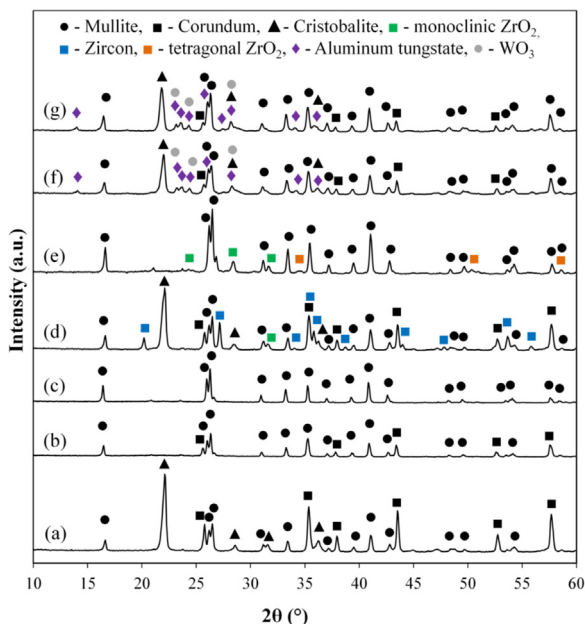 - Mullite, - Corundum, - Cristobalite, - monoclinic ZrO2,
- Zircon, - tetragonal ZrO2, - Aluminum tungstate, - WO3
(g)
(f)
(e)
(d)
(c)
(b)
(a)
Intensity (a.u.)
10 15 20 25 30 35 40 45 50 55 60
2θ (°)